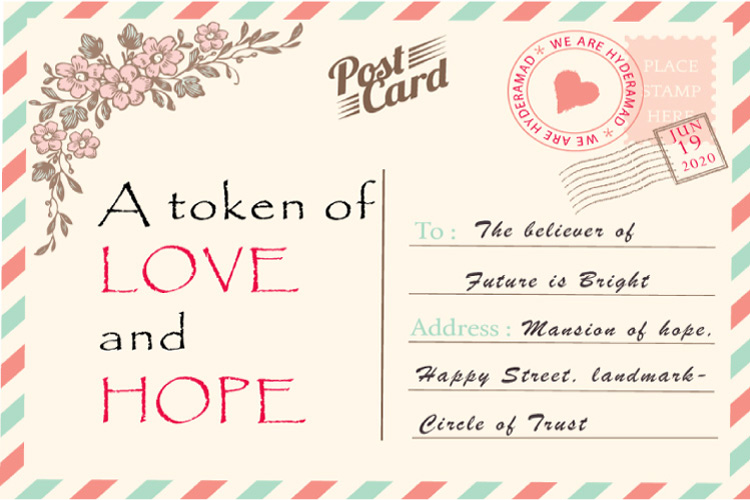 Post
Card
WE ARE HYDERAMAD * WE ARE HYDERAMAD *
PLACE
STAMP
HERE
JUN
19
2020
A token of
LOVE
and
HOPE
To : The believer of
Future is Bright
Address : Mansion of hope,
Happy Street, landmark-
Circle of Trust